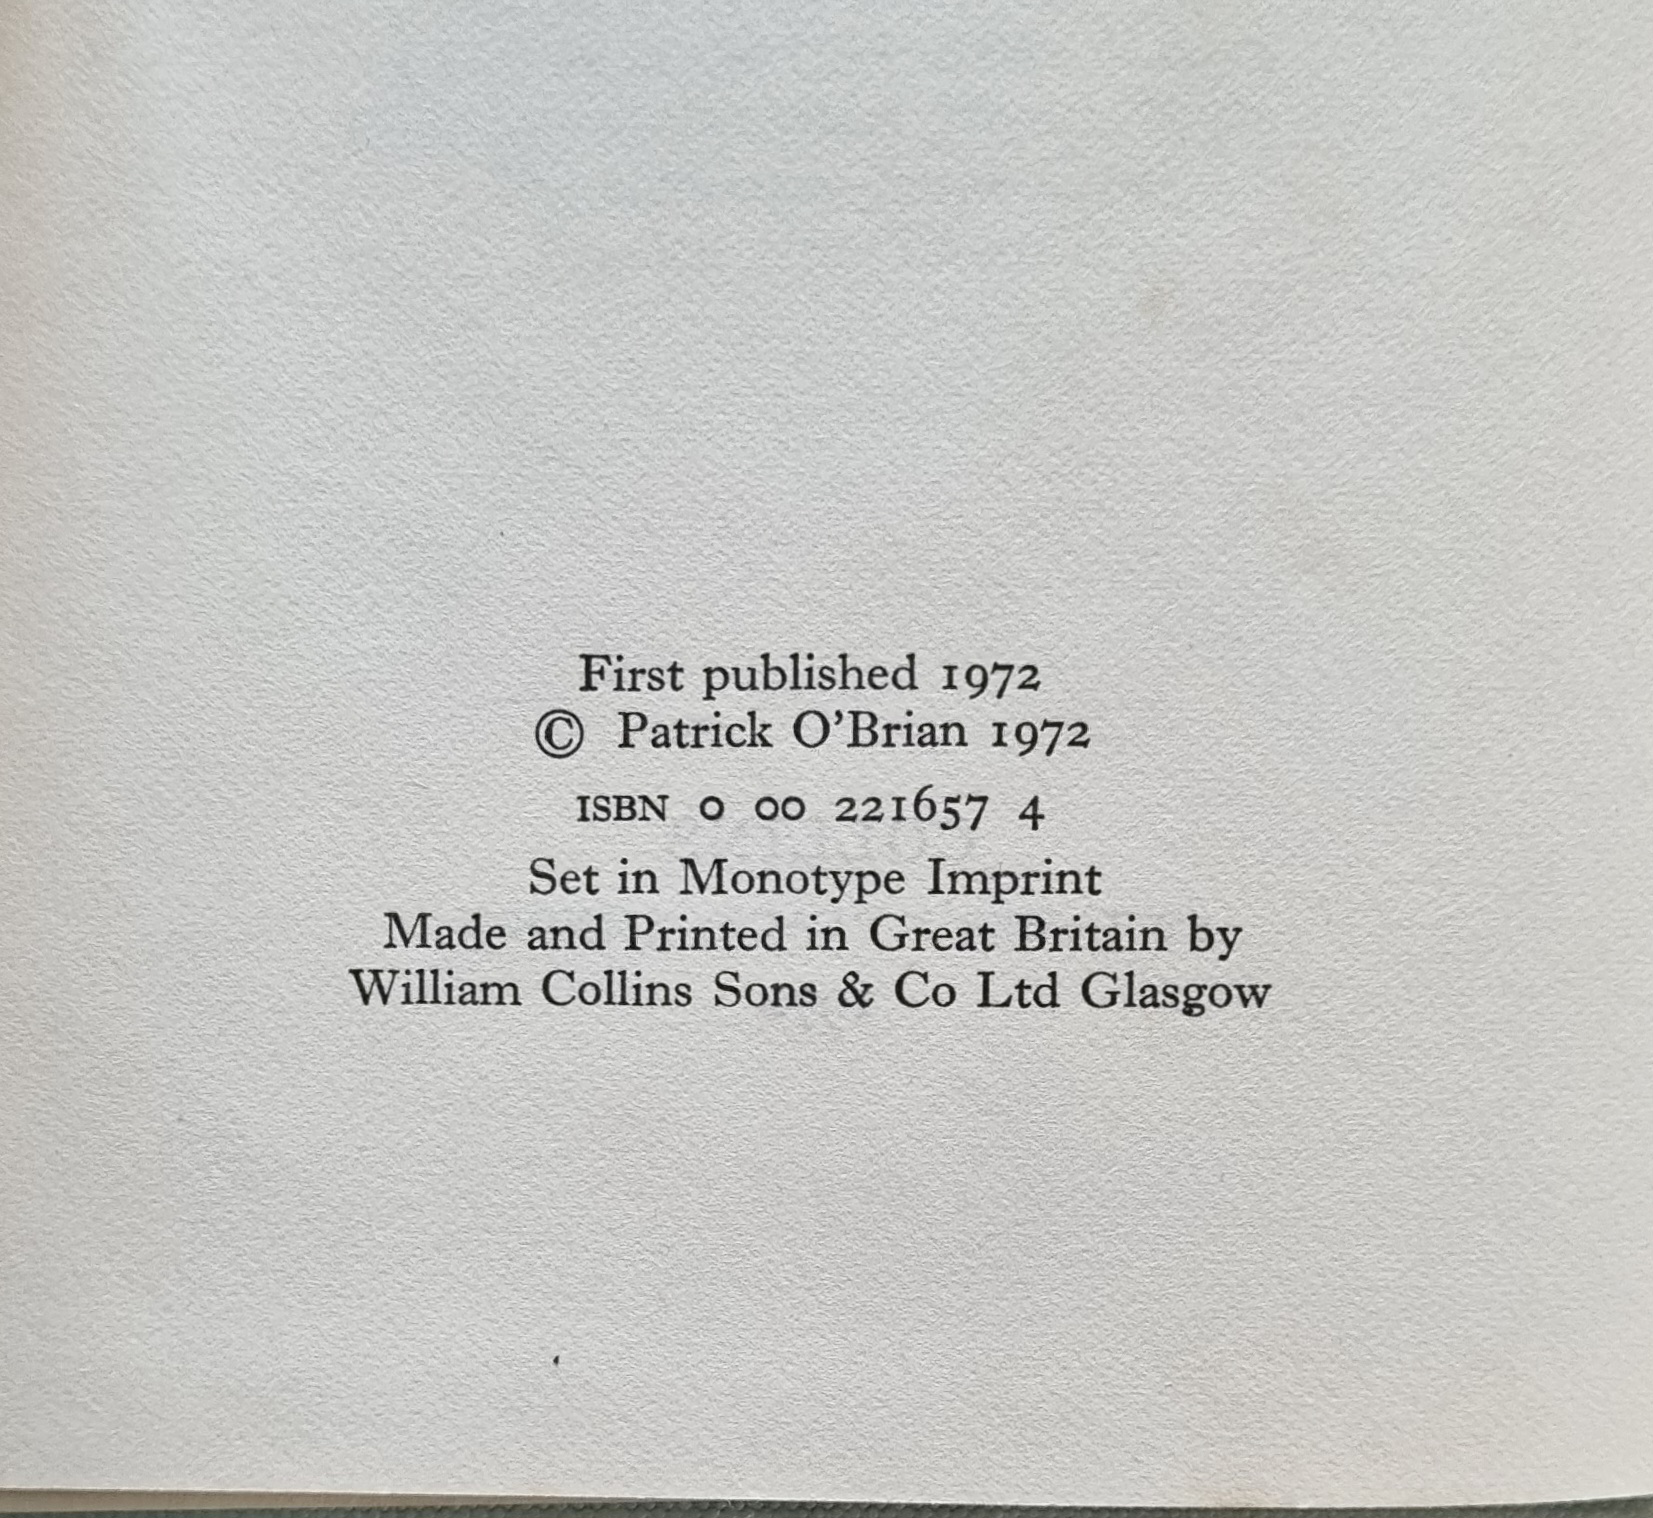 First published 1972
© Patrick O'Brian 1972
ISBN 0 00 221657 4
Set in Monotype Imprint
Made and Printed in Great Britain by
William Collins Sons & Co Ltd Glasgow